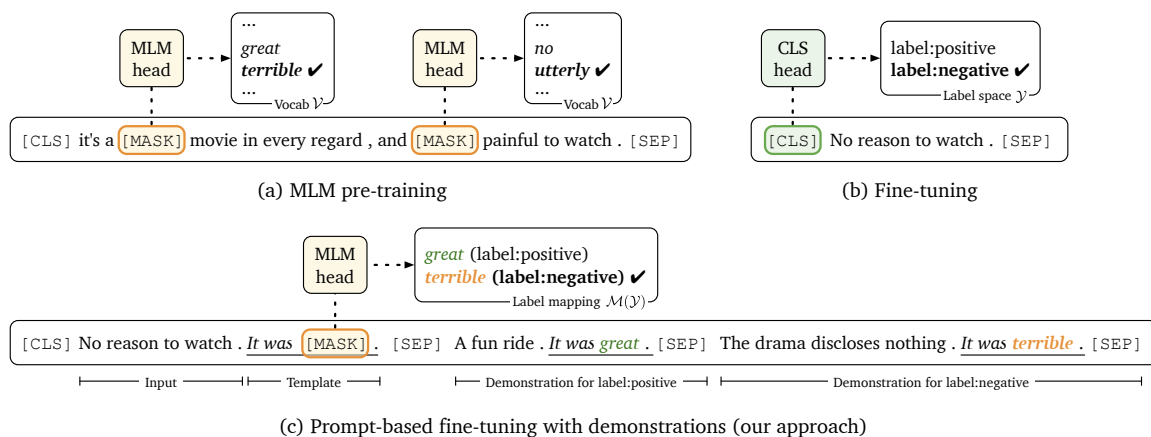 MLM
head
...
great
terrible ✔
...
Vocab 𝒱
MLM
head
...
no
utterly ✔
...
Vocab 𝒱
CLS
head
label:positive
label:negative ✔
Label space 𝒴
[CLS] it's a [MASK] movie in every regard , and [MASK] painful to watch . [SEP]
[CLS] No reason to watch . [SEP]
(a) MLM pre-training
(b) Fine-tuning
MLM
head
great (label:positive)
terrible (label:negative) ✔
Label mapping ℳ(𝒴)
[CLS] No reason to watch . It was [MASK] . [SEP] A fun ride . It was great . [SEP] The drama discloses nothing . It was terrible . [SEP]
Input Template Demonstration for label:positive Demonstration for label:negative
(c) Prompt-based fine-tuning with demonstrations (our approach)